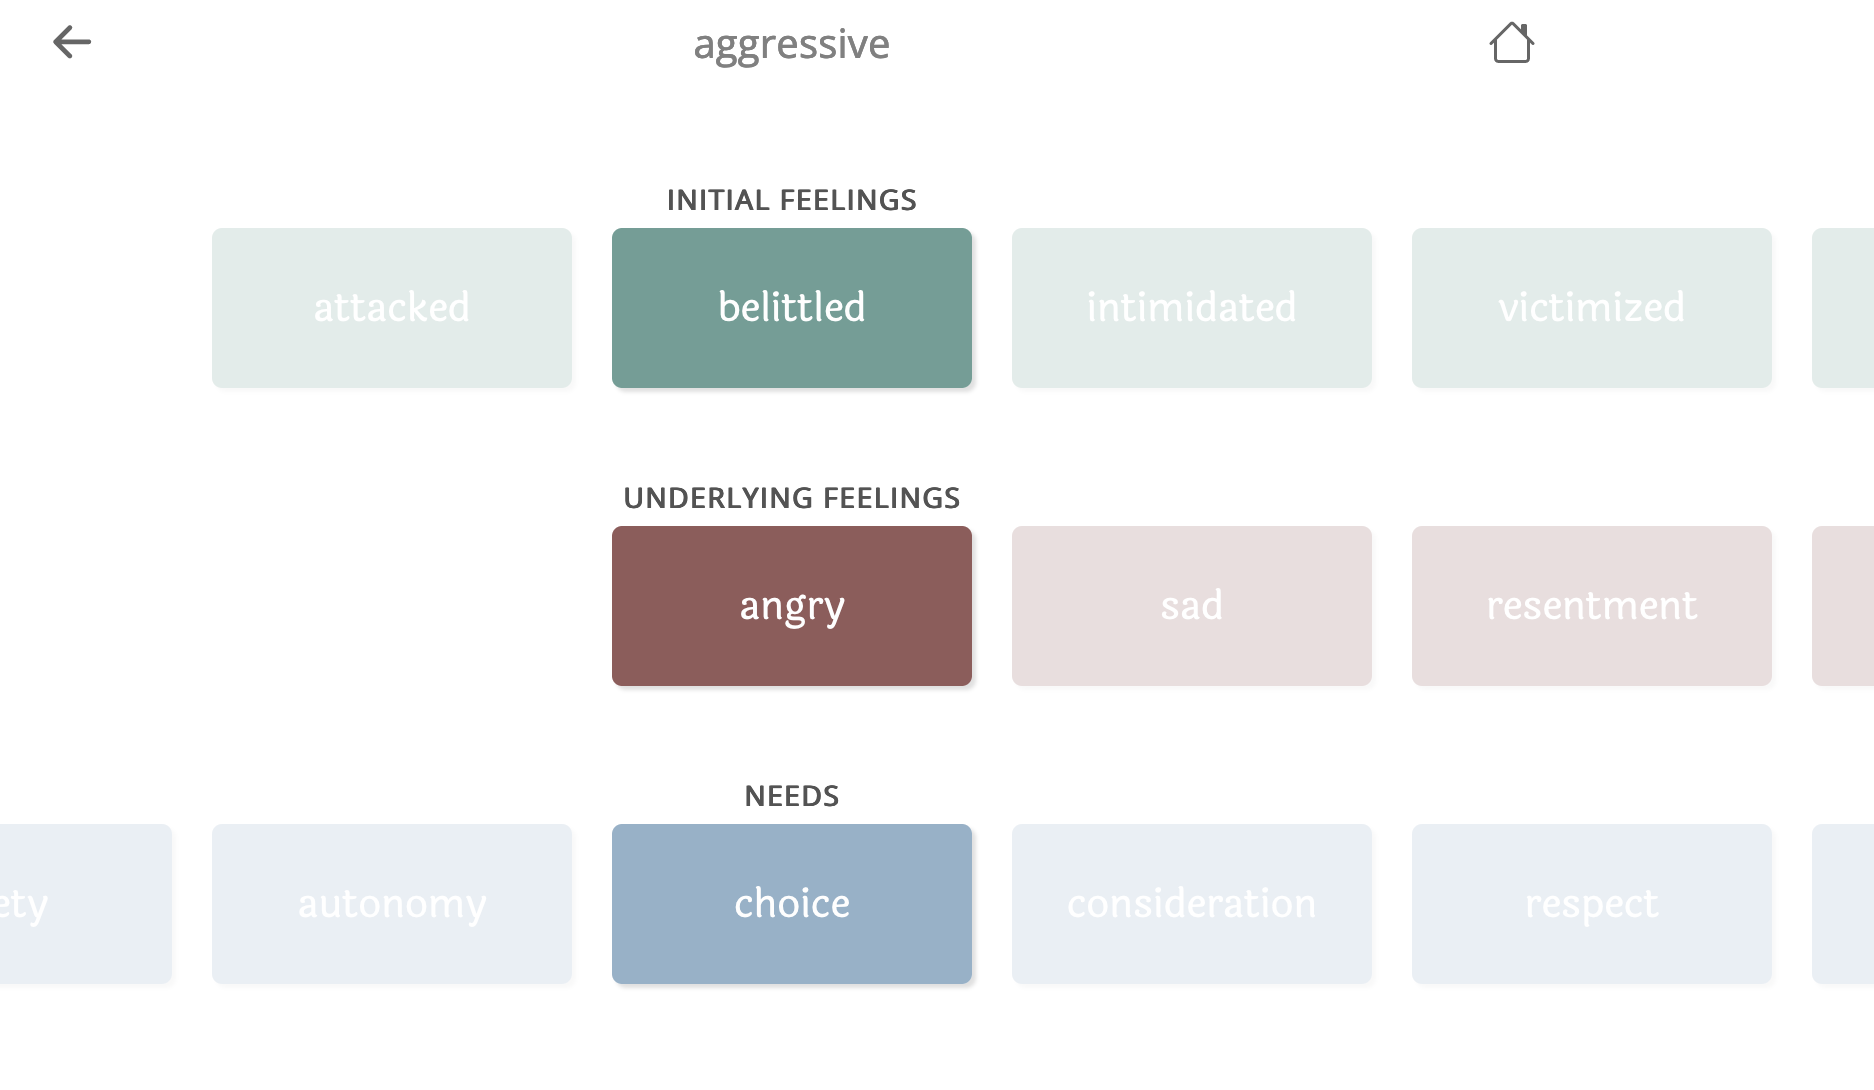 aggressive
INITIAL FEELINGS
attacked belittled intimidated victimized
UNDERLYING FEELINGS
angry sad resentment
NEEDS
ety autonomy choice consideration respect